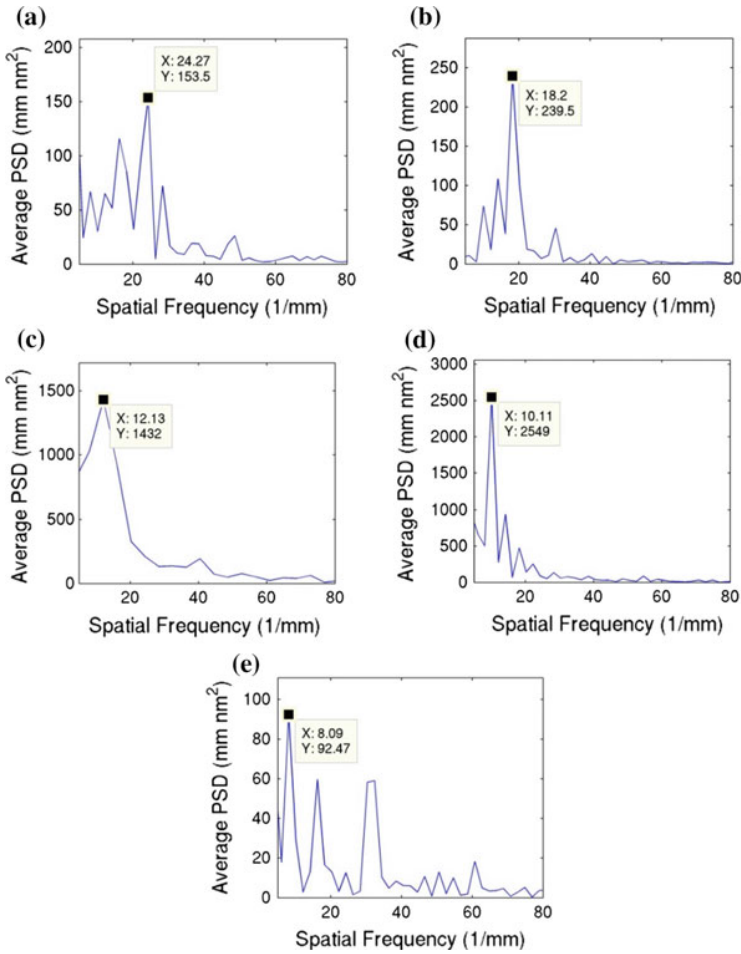 (a)
200
150
100
50
0
X: 24.27
Y: 153.5
20 40 60 80
Average PSD (mm nm²)
Spatial Frequency (1/mm)
(b)
250
200
150
100
50
0
X: 18.2
Y: 239.5
20 40 60 80
Average PSD (mm nm²)
Spatial Frequency (1/mm)
(c)
1500
1000
500
0
X: 12.13
Y: 1432
20 40 60 80
Average PSD (mm nm²)
Spatial Frequency (1/mm)
(d)
3000
2500
2000
1500
1000
500
0
X: 10.11
Y: 2549
20 40 60 80
Average PSD (mm nm²)
Spatial Frequency (1/mm)
(e)
100
80
60
40
20
0
X: 8.09
Y: 92.47
20 40 60 80
Average PSD (mm nm²)
Spatial Frequency (1/mm)